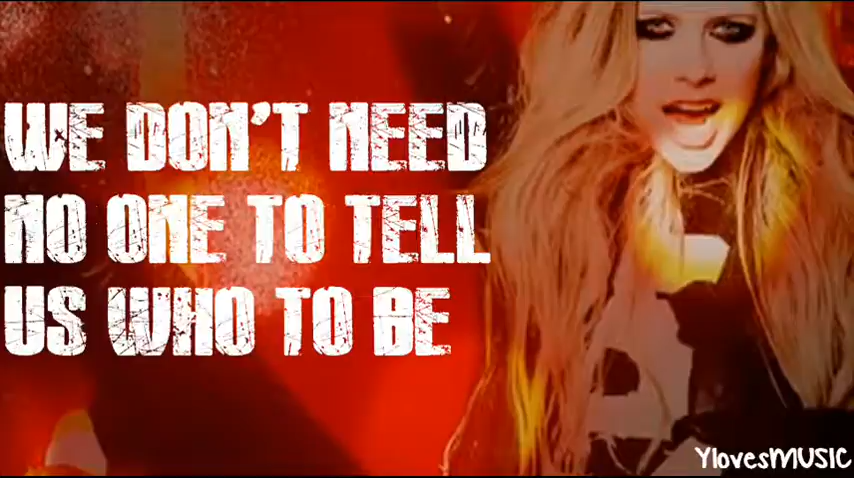 WE DON'T NEED
NO ONE TO TELL
US WHO TO BE
YlovesMUSIC